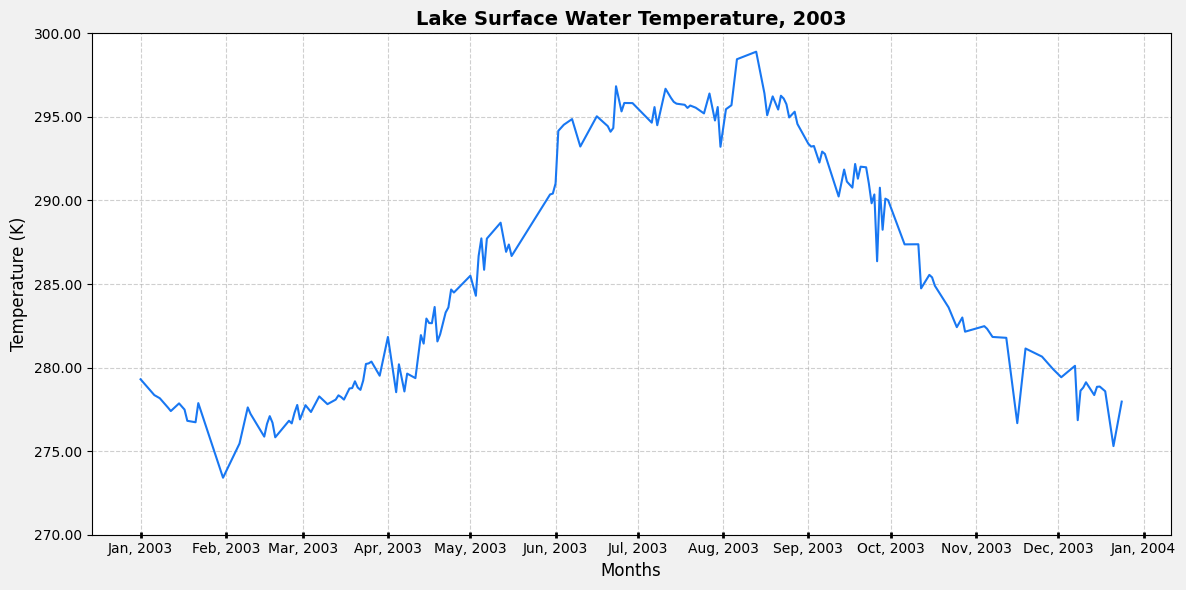 Lake Surface Water Temperature, 2003
300.00
295.00
290.00
285.00
280.00
275.00
270.00
Temperature (K)
Jan, 2003 Feb, 2003 Mar, 2003 Apr, 2003 May, 2003 Jun, 2003 Jul, 2003 Aug, 2003 Sep, 2003 Oct, 2003 Nov, 2003 Dec, 2003 Jan, 2004
Months